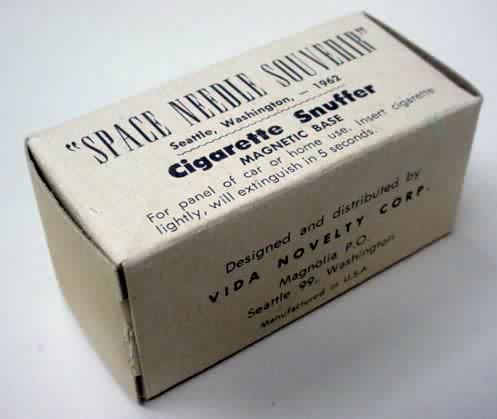 "SPACE NEEDLE SOUVENIR"
Seattle, Washington, — 1962
Cigarette Snuffer
MAGNETIC BASE
For panel of car or home use. Insert cigarette
lightly, will extinguish in 5 seconds.
Designed and distributed by
VIDA NOVELTY CORP.
Magnolia P.O.
Seattle 99, Washington
Manufactured in U.S.A.